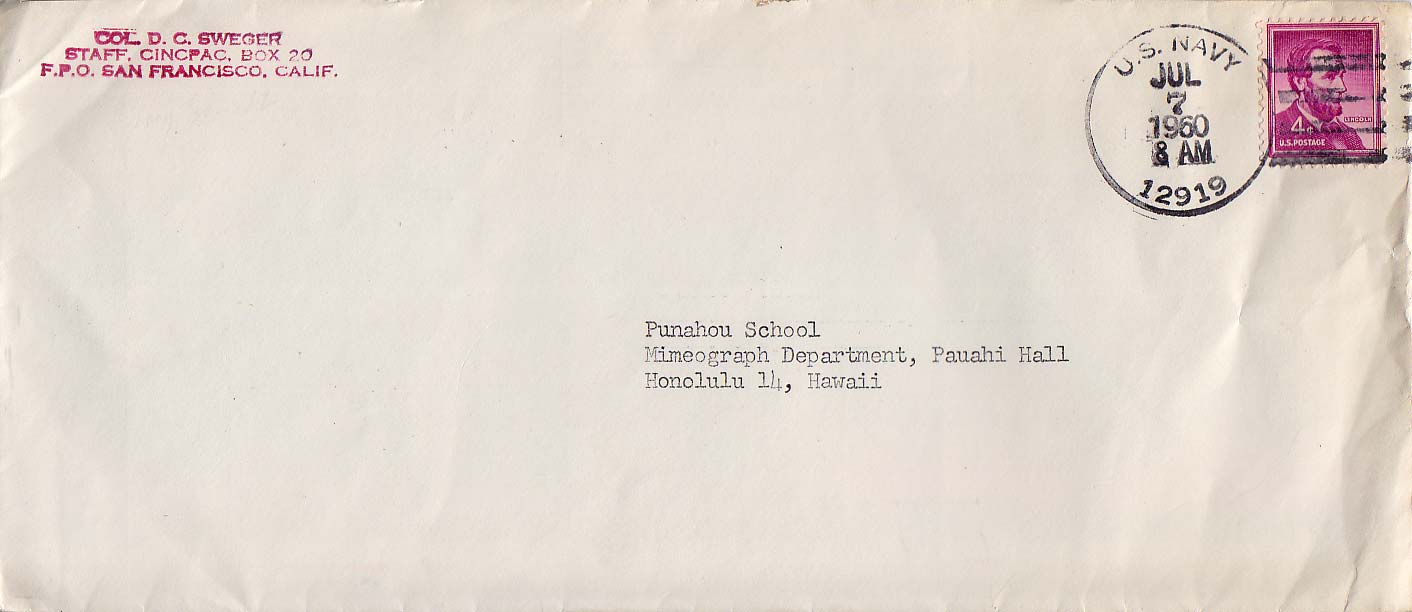 COL. D. C. SWEGER
STAFF, CINCPAC, BOX 20
F.P.O. SAN FRANCISCO, CALIF.
U.S. NAVY
JUL
7
1960
8 AM
12919
LINCOLN
4¢
U.S. POSTAGE
Punahou School
Mimeograph Department, Pauahi Hall
Honolulu 14, Hawaii